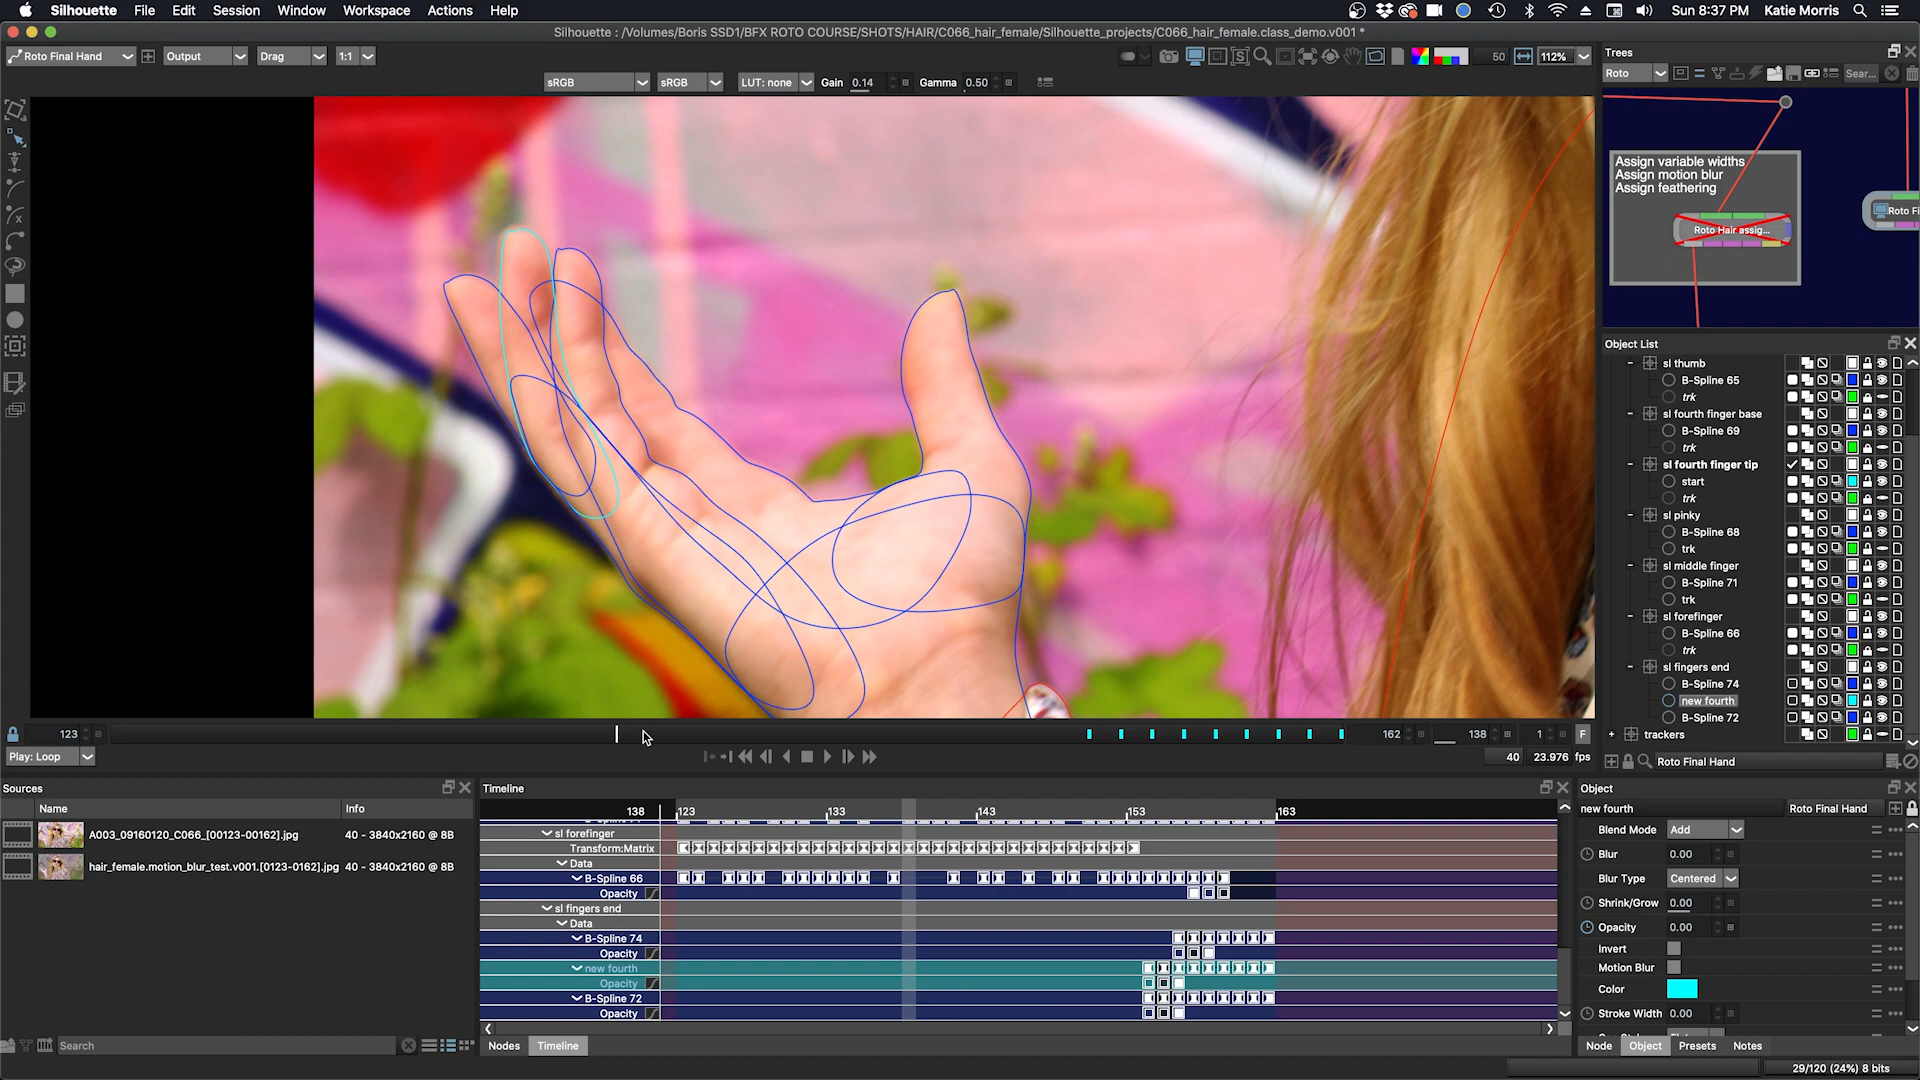 Silhouette File Edit Session Window Workspace Actions Help
Sun 8:37 PM Katie Morris
Silhouette : /Volumes/Boris SSD1/BFX ROTO COURSE/SHOTS/HAIR/C066_hair_female/Silhouette_projects/C066_hair_female.class_demo.v001 *
Roto Final Hand Output Drag 1:1 50 112%
sRGB sRGB LUT: none Gain 0.14 Gamma 0.50
Trees
Roto Sear...
Assign variable widths
Assign motion blur
Assign feathering
Roto Hair assig...
Roto Fi
Object List
sl thumb
B-Spline 65
trk
sl fourth finger base
B-Spline 69
trk
sl fourth finger tip
start
trk
sl pinky
B-Spline 68
trk
sl middle finger
B-Spline 71
trk
sl forefinger
B-Spline 66
trk
sl fingers end
B-Spline 74
new fourth
B-Spline 72
trackers
Roto Final Hand
123 162 138 1 F
Play: Loop 40 23.976 fps
Sources
Name Info
A003_09160120_C066_[00123-00162].jpg 40 - 3840x2160 @ 8B
hair_female.motion_blur_test.v001.[0123-0162].jpg 40 - 3840x2160 @ 8B
Search
Timeline
138 123 133 143 153 163
sl forefinger
Transform:Matrix
Data
B-Spline 66
Opacity
sl fingers end
Data
B-Spline 74
Opacity
new fourth
Opacity
B-Spline 72
Opacity
Nodes Timeline
Object
new fourth Roto Final Hand
Blend Mode Add
Blur 0.00
Blur Type Centered
Shrink/Grow 0.00
Opacity 0.00
Invert
Motion Blur
Color
Stroke Width 0.00
Node Object Presets Notes
29/120 (24%) 8 bits